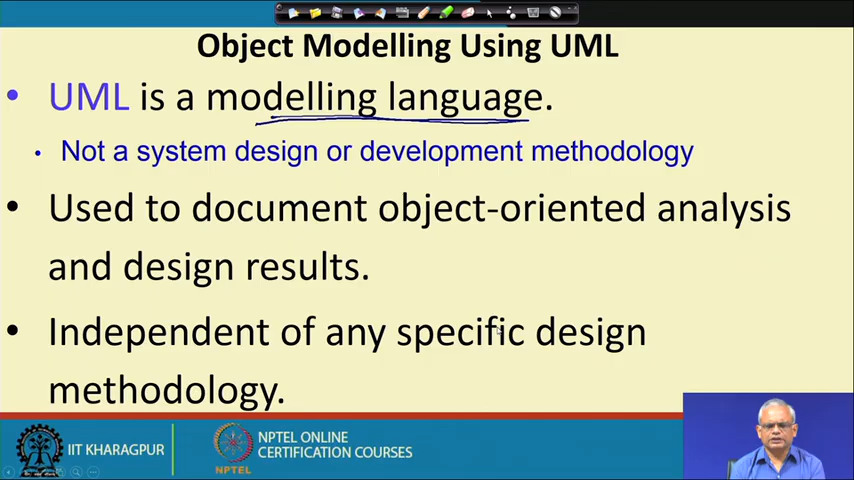 Object Modelling Using UML
• UML is a modelling language.
• Not a system design or development methodology
• Used to document object-oriented analysis
and design results.
• Independent of any specific design
methodology.
IIT KHARAGPUR
NPTEL
NPTEL ONLINE
CERTIFICATION COURSES